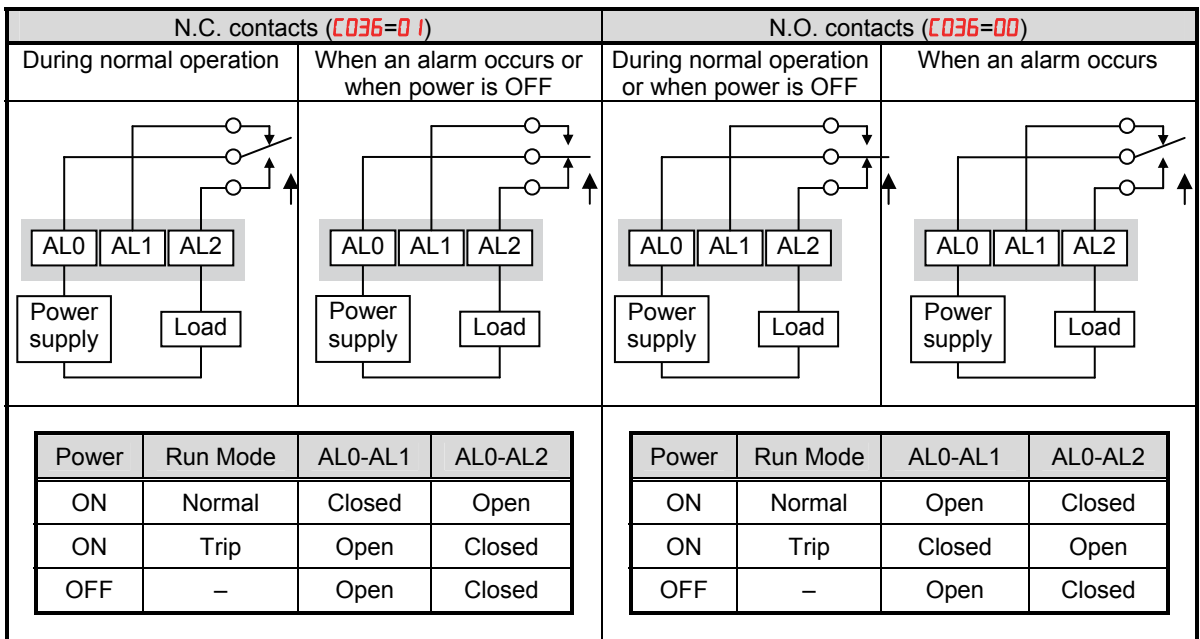 N.C. contacts (C036=01)
N.O. contacts (C036=00)
During normal operation
When an alarm occurs or
when power is OFF
During normal operation
or when power is OFF
When an alarm occurs
AL0 AL1 AL2
Power
supply
Load
AL0 AL1 AL2
Power
supply
Load
AL0 AL1 AL2
Power
supply
Load
AL0 AL1 AL2
Power
supply
Load
Power Run Mode AL0-AL1 AL0-AL2
ON Normal Closed Open
ON Trip Open Closed
OFF – Open Closed
Power Run Mode AL0-AL1 AL0-AL2
ON Normal Open Closed
ON Trip Closed Open
OFF – Open Closed